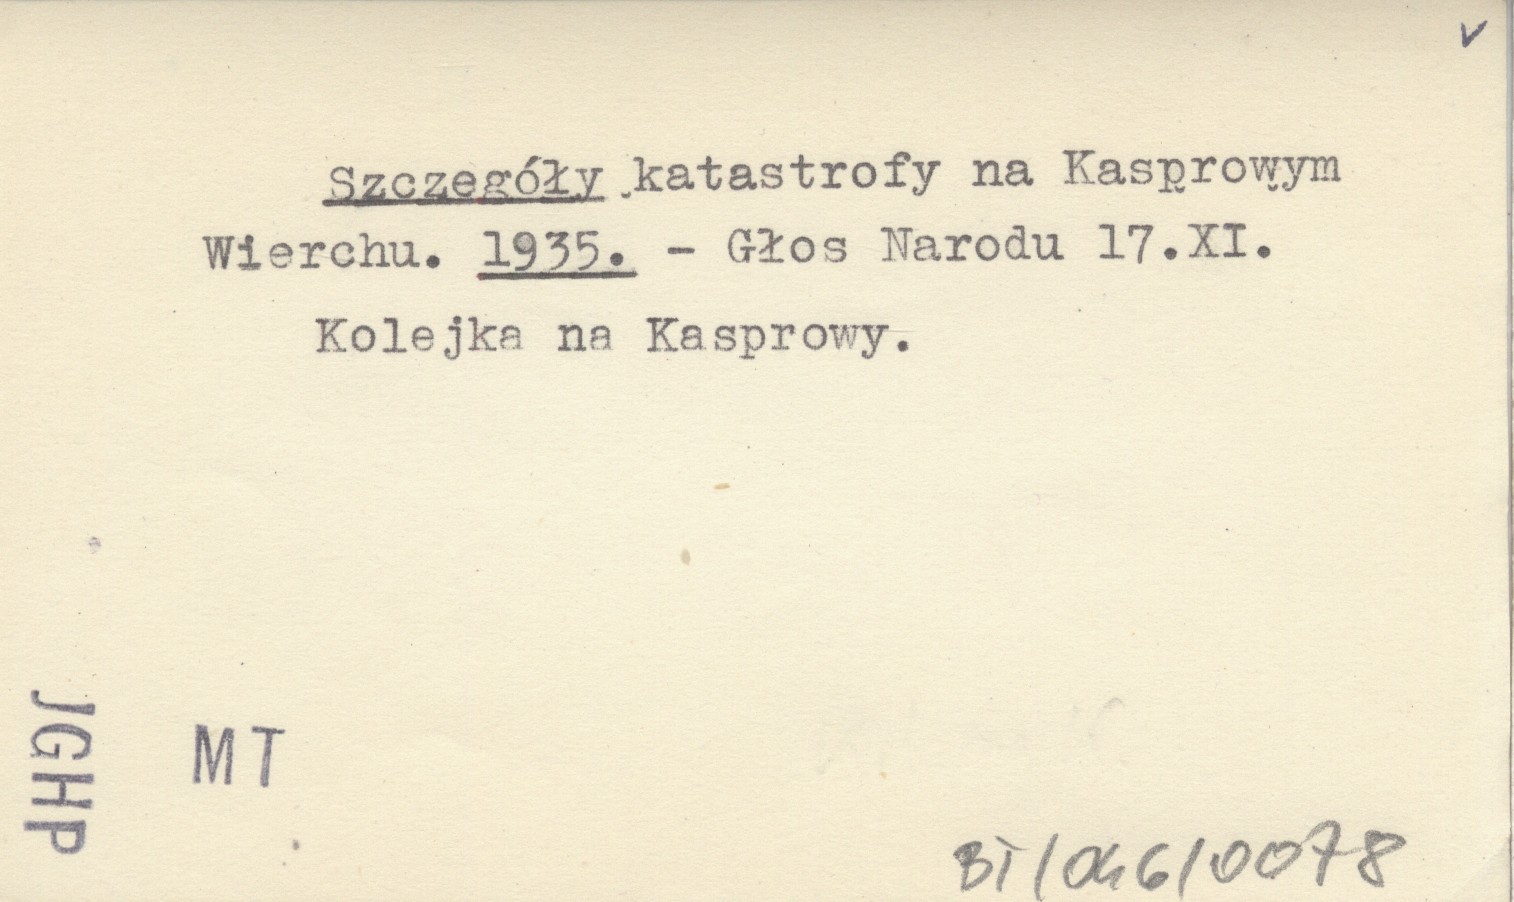 Szczegóły katastrofy na Kasprowym
Wierchu. 1935. - Głos Narodu 17.XI.
Kolejka na Kasprowy.
JGHP
MT
BT/046/0078